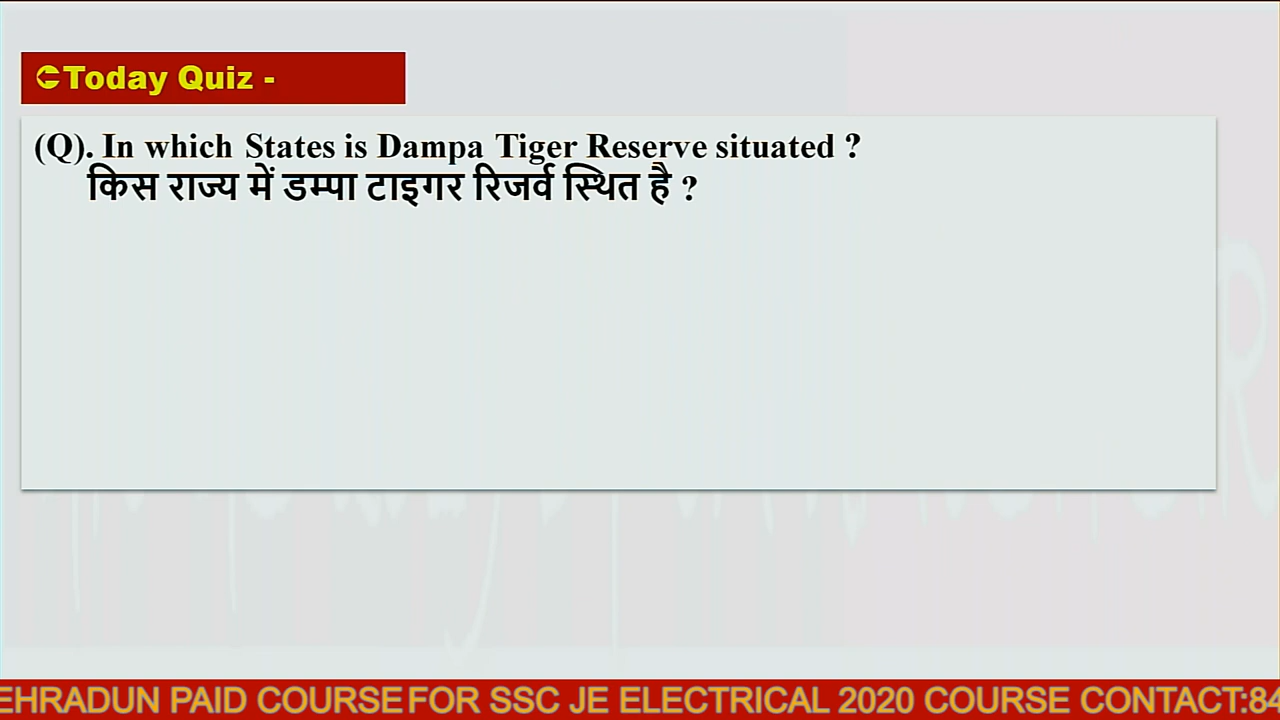 Today Quiz -
(Q). In which States is Dampa Tiger Reserve situated ?
किस राज्य में डम्पा टाइगर रिजर्व स्थित है ?
EHRADUN PAID COURSE FOR SSC JE ELECTRICAL 2020 COURSE CONTACT:84